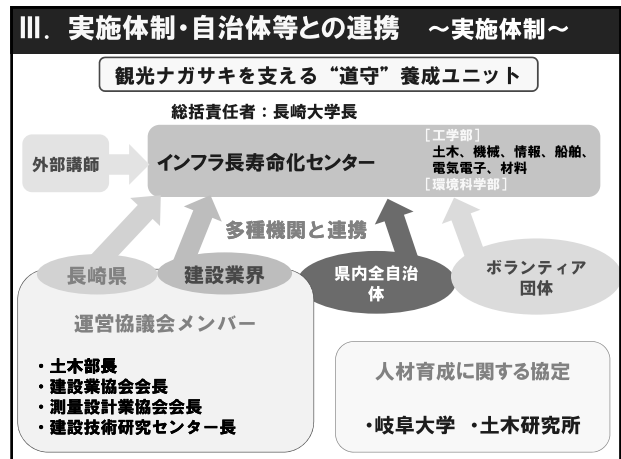 Ⅲ. 実施体制・自治体等との連携　～実施体制～
観光ナガサキを支える“道守”養成ユニット
総括責任者：長崎大学長
外部講師
インフラ長寿命化センター
［工学部］
土木、機械、情報、船舶、
電気電子、材料
［環境科学部］
多種機関と連携
長崎県
建設業界
県内全自治
体
ボランティア
団体
運営協議会メンバー
・土木部長
・建設業協会会長
・測量設計業協会会長
・建設技術研究センター長
人材育成に関する協定
・岐阜大学　・土木研究所